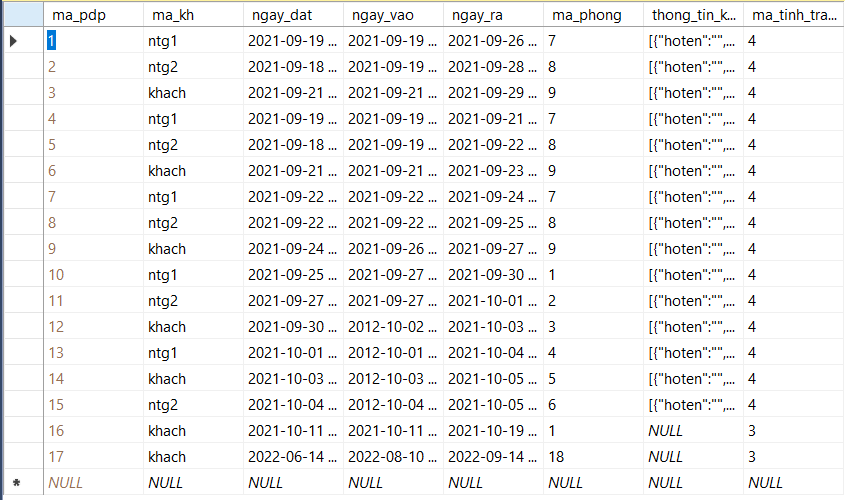 ma_pdp ma_kh ngay_dat ngay_vao ngay_ra ma_phong thong_tin_k... ma_tinh_tra...
1 ntg1 2021-09-19 ... 2021-09-19 ... 2021-09-26 ... 7 [{"hoten":"",... 4
2 ntg2 2021-09-18 ... 2021-09-19 ... 2021-09-28 ... 8 [{"hoten":"",... 4
3 khach 2021-09-21 ... 2021-09-21 ... 2021-09-29 ... 9 [{"hoten":"",... 4
4 ntg1 2021-09-19 ... 2021-09-19 ... 2021-09-21 ... 7 [{"hoten":"",... 4
5 ntg2 2021-09-18 ... 2021-09-19 ... 2021-09-22 ... 8 [{"hoten":"",... 4
6 khach 2021-09-21 ... 2021-09-21 ... 2021-09-23 ... 9 [{"hoten":"",... 4
7 ntg1 2021-09-22 ... 2021-09-22 ... 2021-09-24 ... 7 [{"hoten":"",... 4
8 ntg2 2021-09-22 ... 2021-09-22 ... 2021-09-25 ... 8 [{"hoten":"",... 4
9 khach 2021-09-24 ... 2021-09-26 ... 2021-09-27 ... 9 [{"hoten":"",... 4
10 ntg1 2021-09-25 ... 2021-09-27 ... 2021-09-30 ... 1 [{"hoten":"",... 4
11 ntg2 2021-09-27 ... 2021-09-27 ... 2021-10-01 ... 2 [{"hoten":"",... 4
12 khach 2021-09-30 ... 2012-10-02 ... 2021-10-03 ... 3 [{"hoten":"",... 4
13 ntg1 2021-10-01 ... 2012-10-01 ... 2021-10-04 ... 4 [{"hoten":"",... 4
14 khach 2021-10-03 ... 2012-10-03 ... 2021-10-05 ... 5 [{"hoten":"",... 4
15 ntg2 2021-10-04 ... 2012-10-04 ... 2021-10-05 ... 6 [{"hoten":"",... 4
16 khach 2021-10-11 ... 2021-10-11 ... 2021-10-19 ... 1 NULL 3
17 khach 2022-06-14 ... 2022-08-10 ... 2022-09-14 ... 18 NULL 3
* NULL NULL NULL NULL NULL NULL NULL NULL